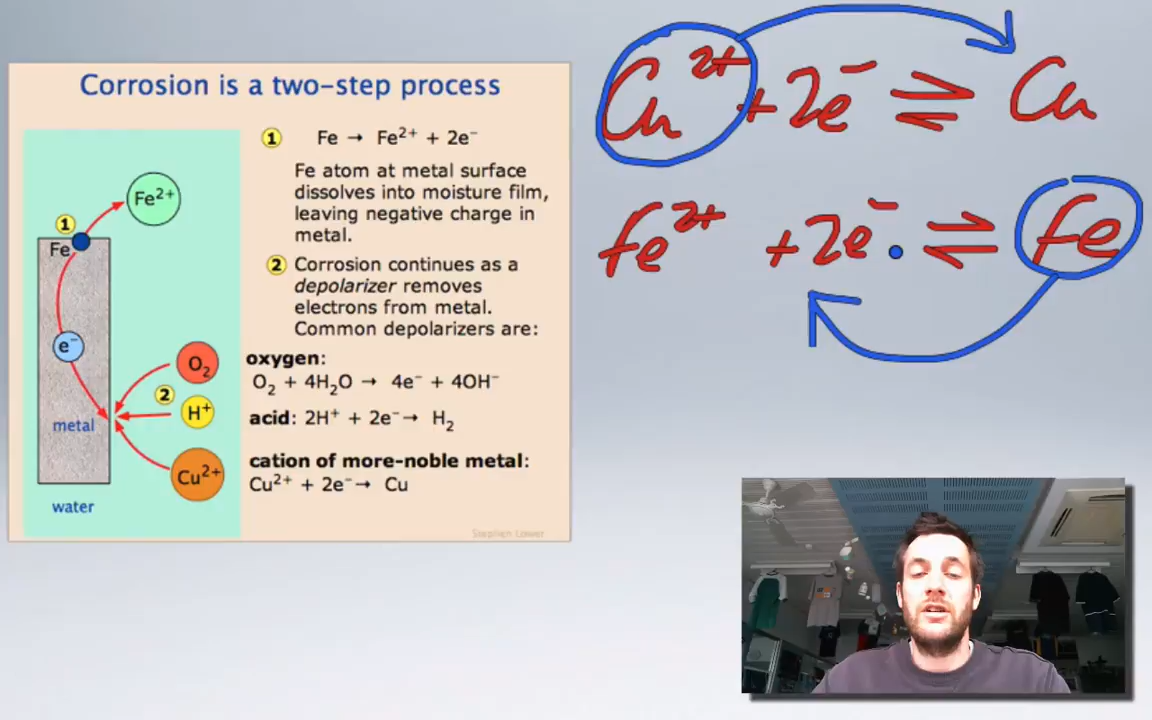 Corrosion is a two-step process
1 Fe → Fe²⁺ + 2e⁻
Fe atom at metal surface
dissolves into moisture film,
leaving negative charge in
metal.
2 Corrosion continues as a
depolarizer removes
electrons from metal.
Common depolarizers are:
oxygen:
O₂ + 4H₂O → 4e⁻ + 4OH⁻
acid: 2H⁺ + 2e⁻→ H₂
cation of more-noble metal:
Cu²⁺ + 2e⁻→ Cu
Stephen Lower
Fe²⁺
1
Fe
e⁻
O₂
2
H⁺
metal
Cu²⁺
water
Cu²⁺ +2e⁻ ⇌ Cu
Fe²⁺ +2e⁻ ⇌ Fe